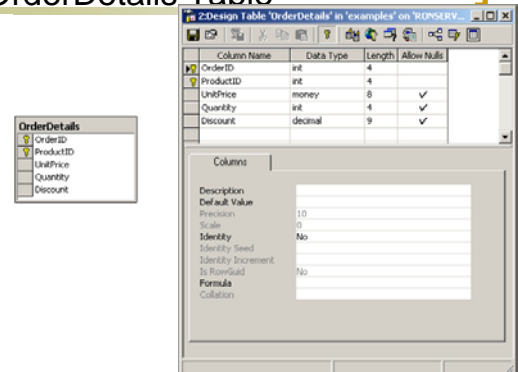 OrderDetails Table
2:Design Table 'OrderDetails' in 'examples' on 'RONSERV...
Column Name Data Type Length Allow Nulls
OrderID int 4
ProductID int 4
UnitPrice money 8
Quantity int 4
Discount decimal 9
OrderDetails
OrderID
ProductID
UnitPrice
Quantity
Discount
Columns
Description
Default Value
Precision 10
Scale 0
Identity No
Identity Seed
Identity Increment
Is RowGuid No
Formula
Collation